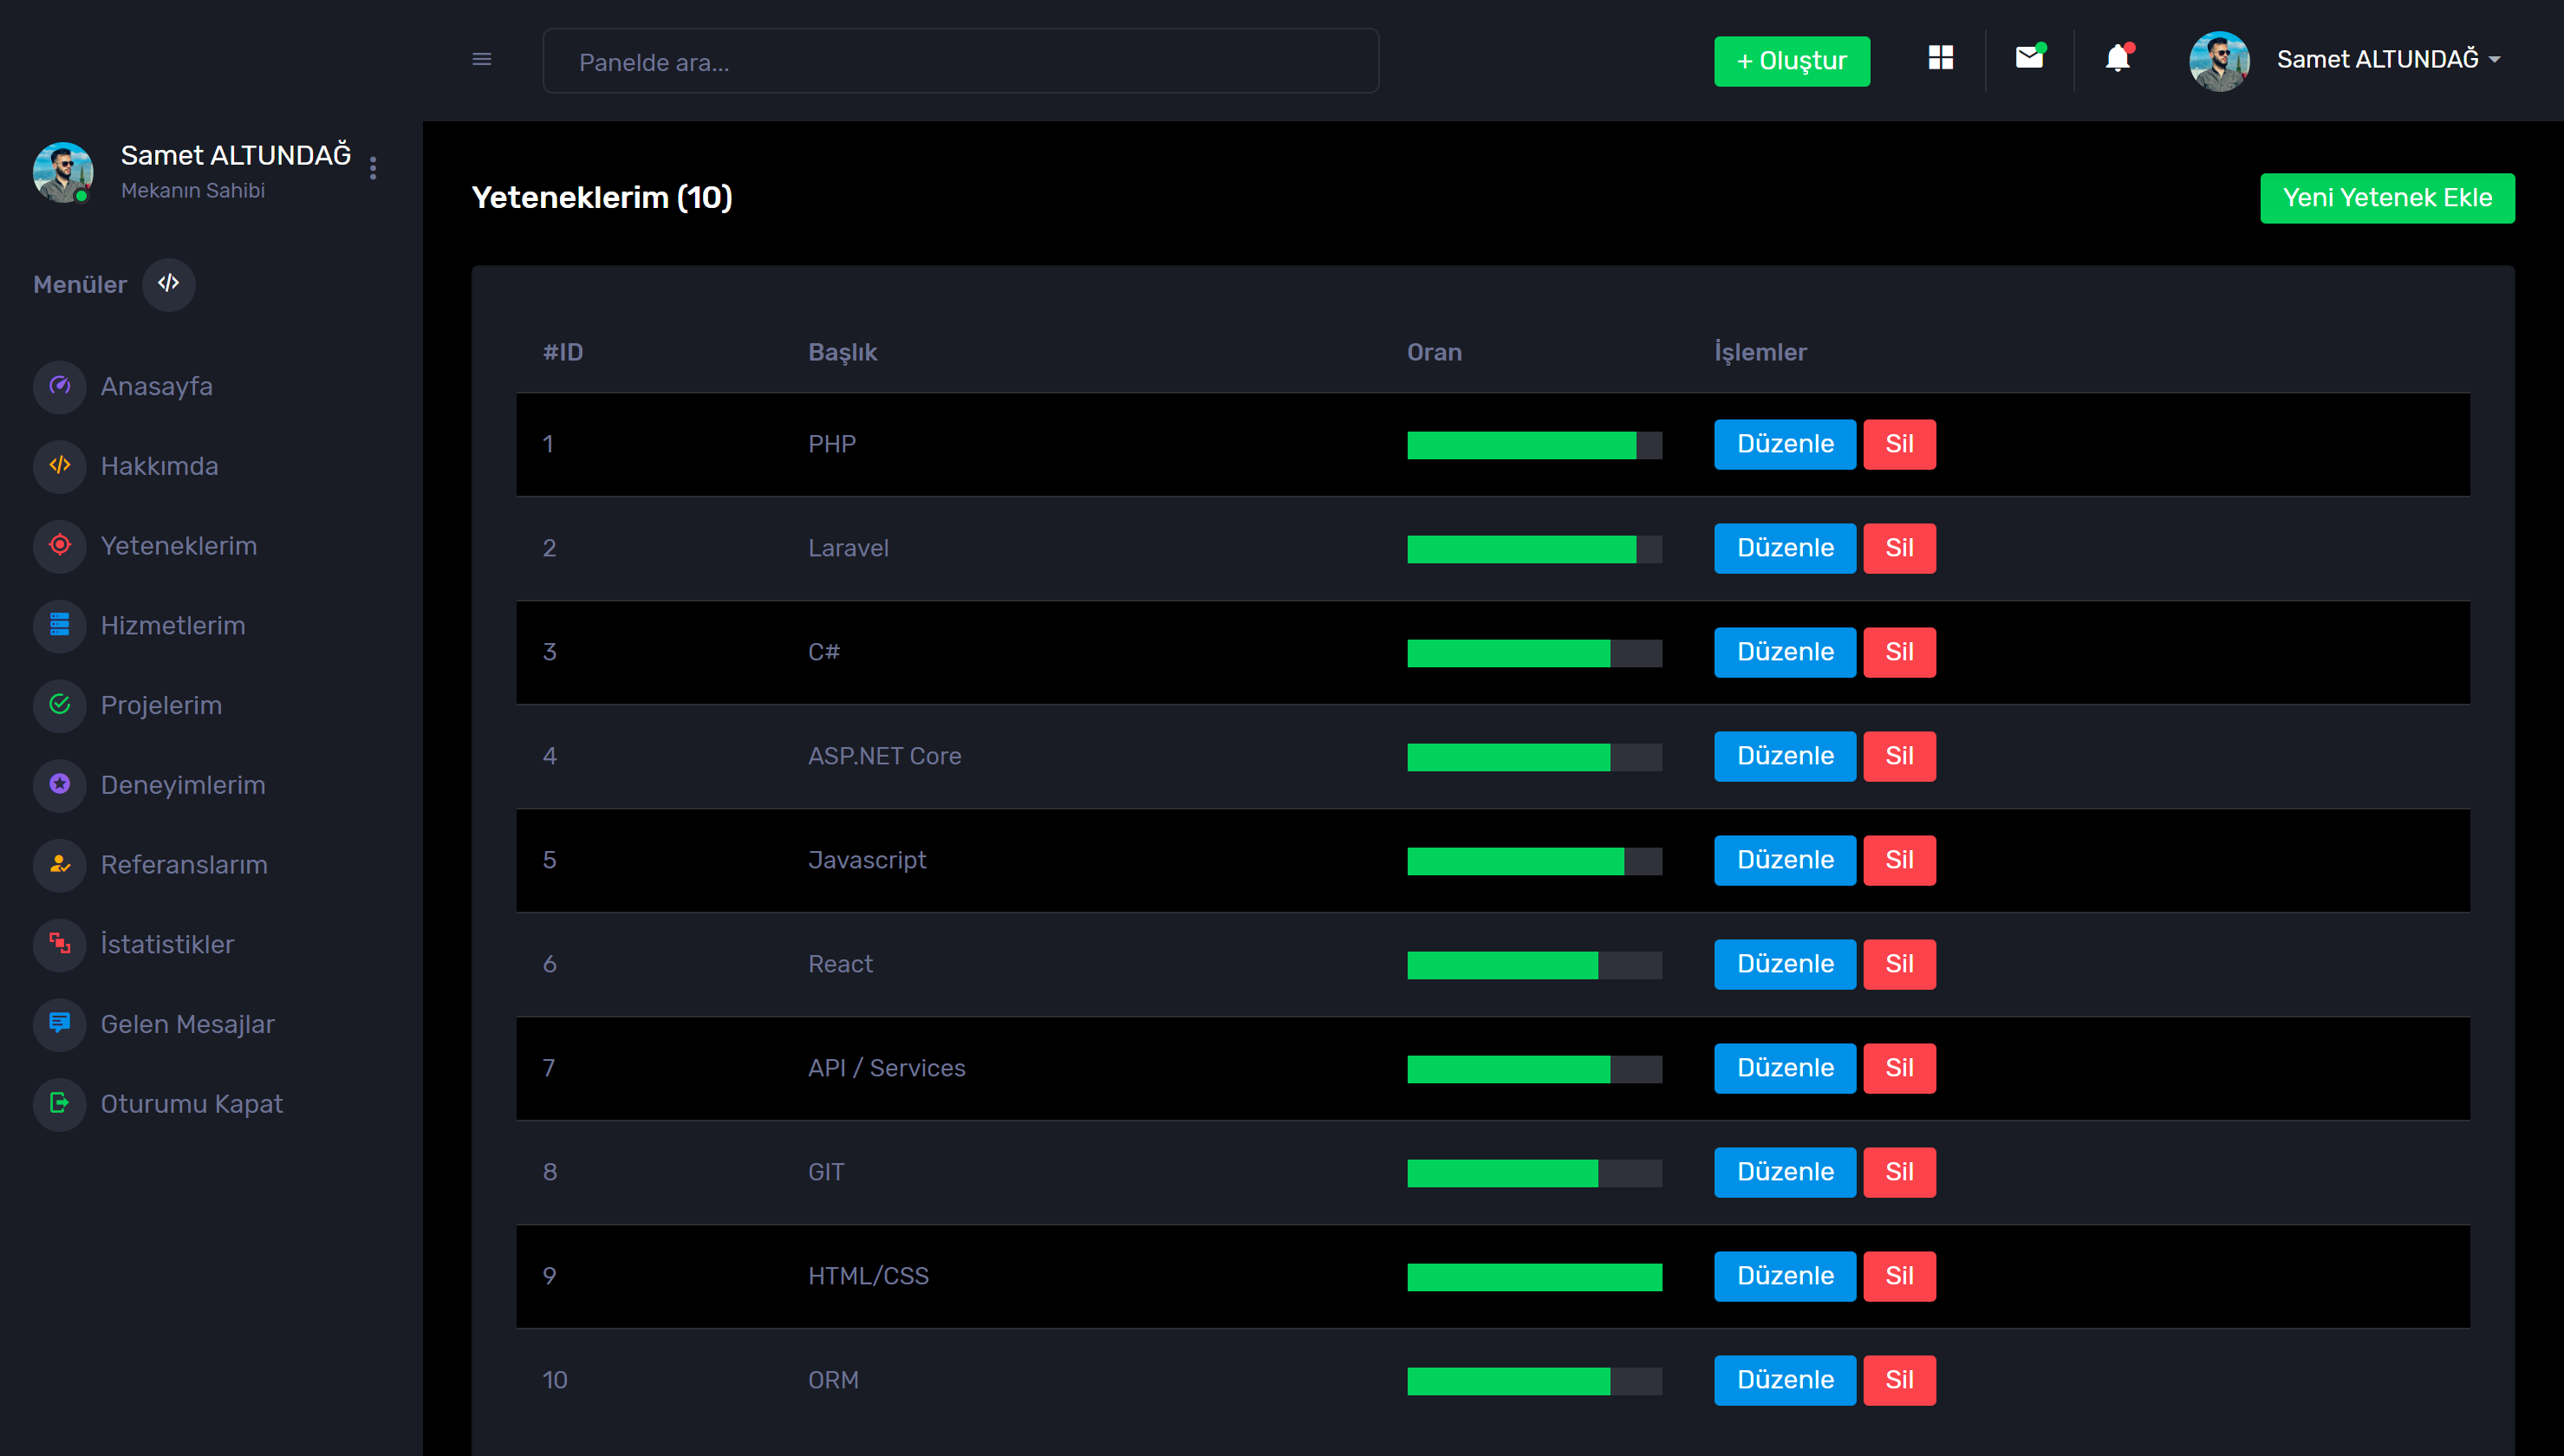 Panelde ara...
+ Oluştur
Samet ALTUNDAĞ
Samet ALTUNDAĞ
Mekanın Sahibi
Menüler
Anasayfa
Hakkımda
Yeteneklerim
Hizmetlerim
Projelerim
Deneyimlerim
Referanslarım
İstatistikler
Gelen Mesajlar
Oturumu Kapat
Yeteneklerim (10)
Yeni Yetenek Ekle
#ID Başlık Oran İşlemler
1 PHP Düzenle Sil
2 Laravel Düzenle Sil
3 C# Düzenle Sil
4 ASP.NET Core Düzenle Sil
5 Javascript Düzenle Sil
6 React Düzenle Sil
7 API / Services Düzenle Sil
8 GIT Düzenle Sil
9 HTML/CSS Düzenle Sil
10 ORM Düzenle Sil